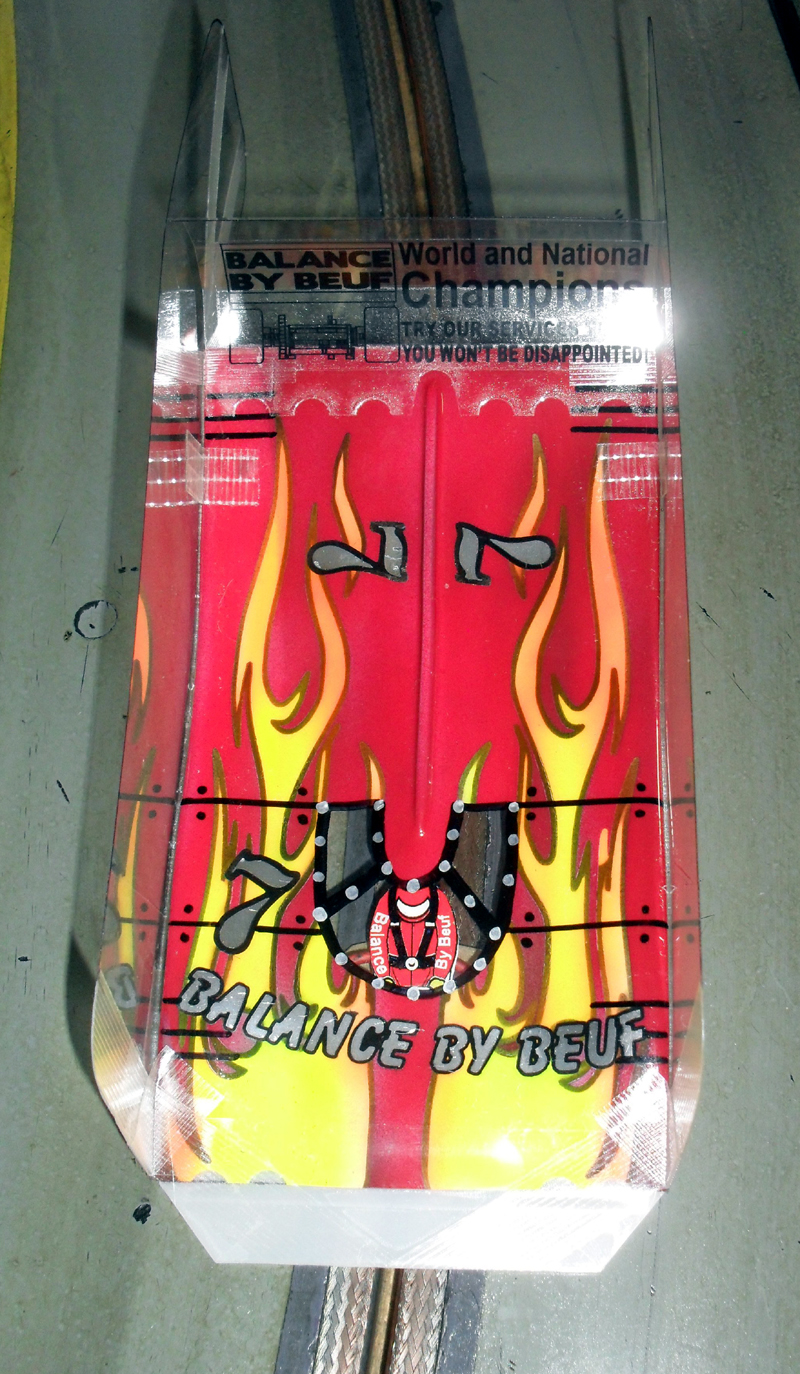 BALANCE
BY BEUF
World and National
Champions
TRY OUR SERVICES
YOU WON'T BE DISAPPOINTED!
7
7
7
Balance
By Beuf
BALANCE BY BEUF